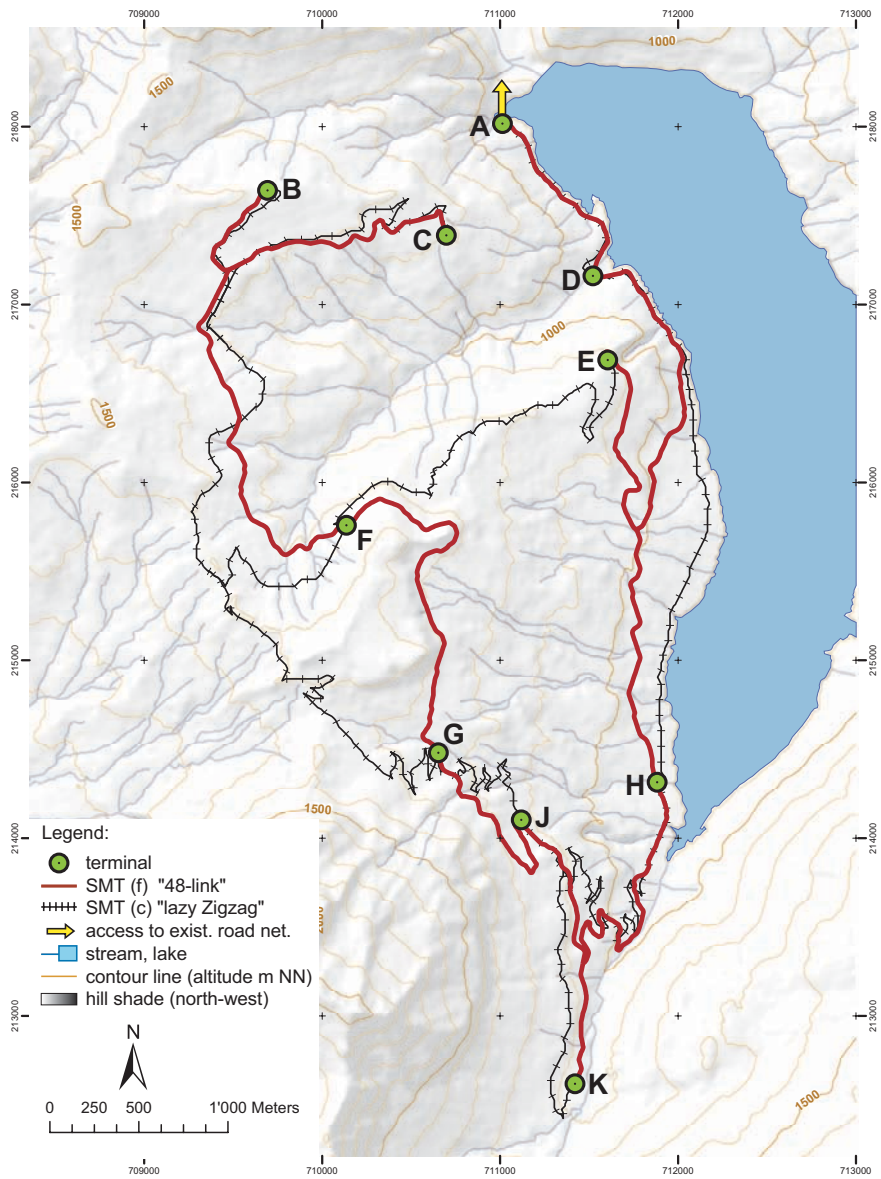 709000 710000 711000 712000 713000
1000
1500
218000 218000
A
B
1500
C
D
217000 217000
1000
E
1500
216000 216000
F
215000 215000
G
H
1500
J
214000 214000
Legend:
terminal
SMT (f) "48-link"
SMT (c) "lazy Zigzag"
access to exist. road net.
stream, lake
contour line (altitude m NN)
hill shade (north-west)
213000 213000
N
K
1500
0 250 500 1'000 Meters
709000 710000 711000 712000 713000